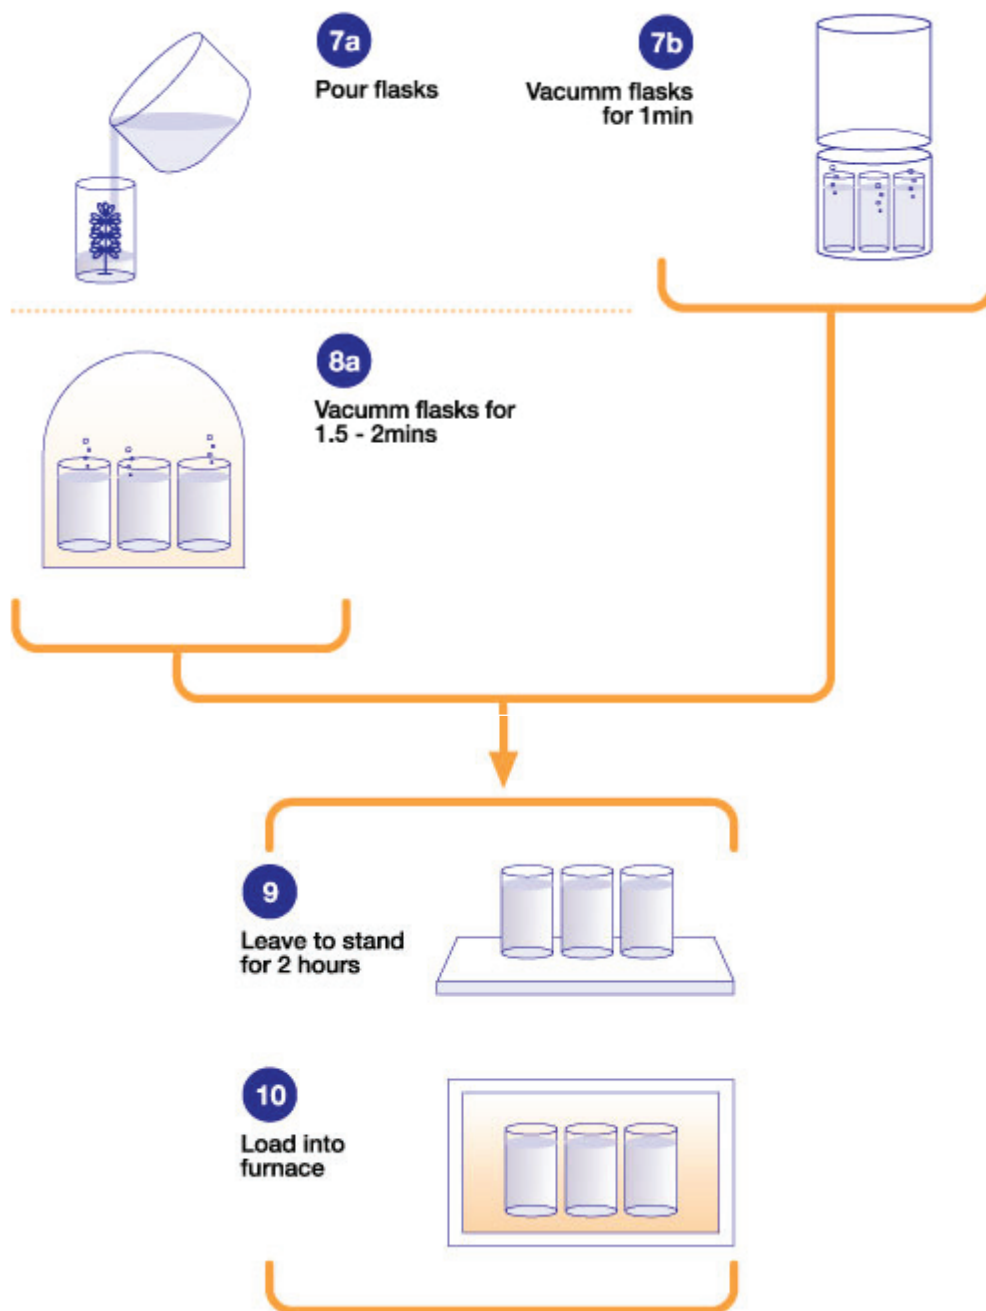 7a
Pour flasks
7b
Vacumm flasks
for 1min
8a
Vacumm flasks for
1.5 - 2mins
9
Leave to stand
for 2 hours
10
Load into
furnace